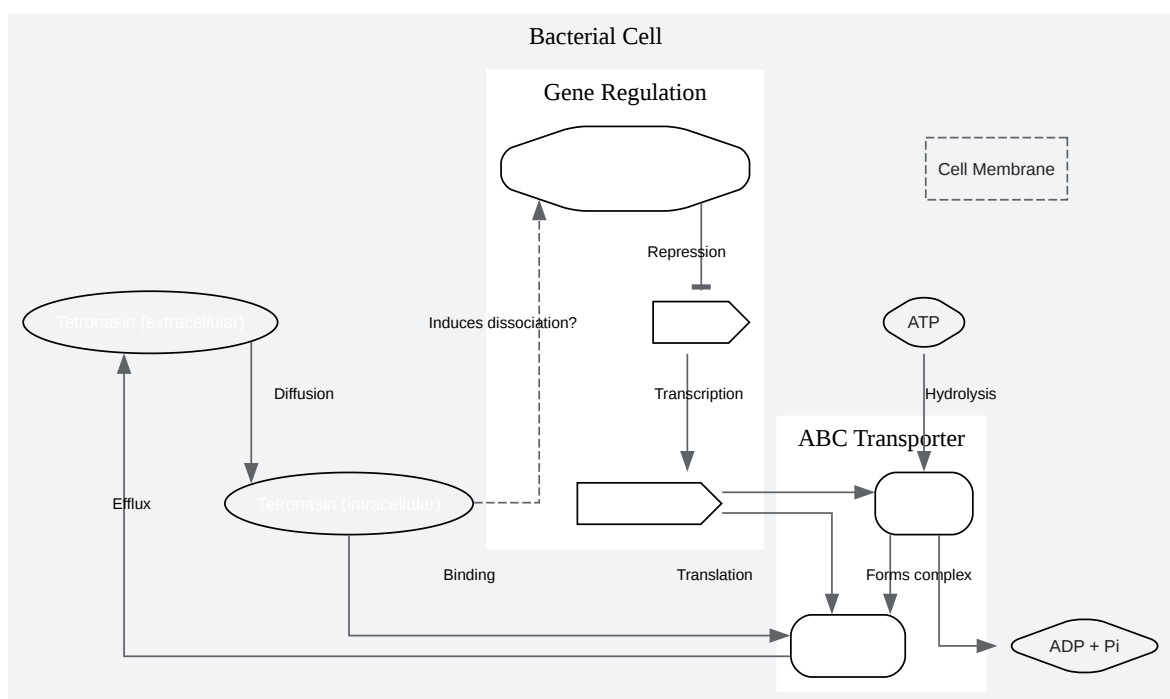 Bacterial Cell
Gene Regulation
Cell Membrane
Repression
Tetronasin (extracellular)
Induces dissociation?
ATP
Diffusion
Transcription
Hydrolysis
ABC Transporter
Efflux
Tetronasin (intracellular)
Binding
Translation
Forms complex
ADP + Pi